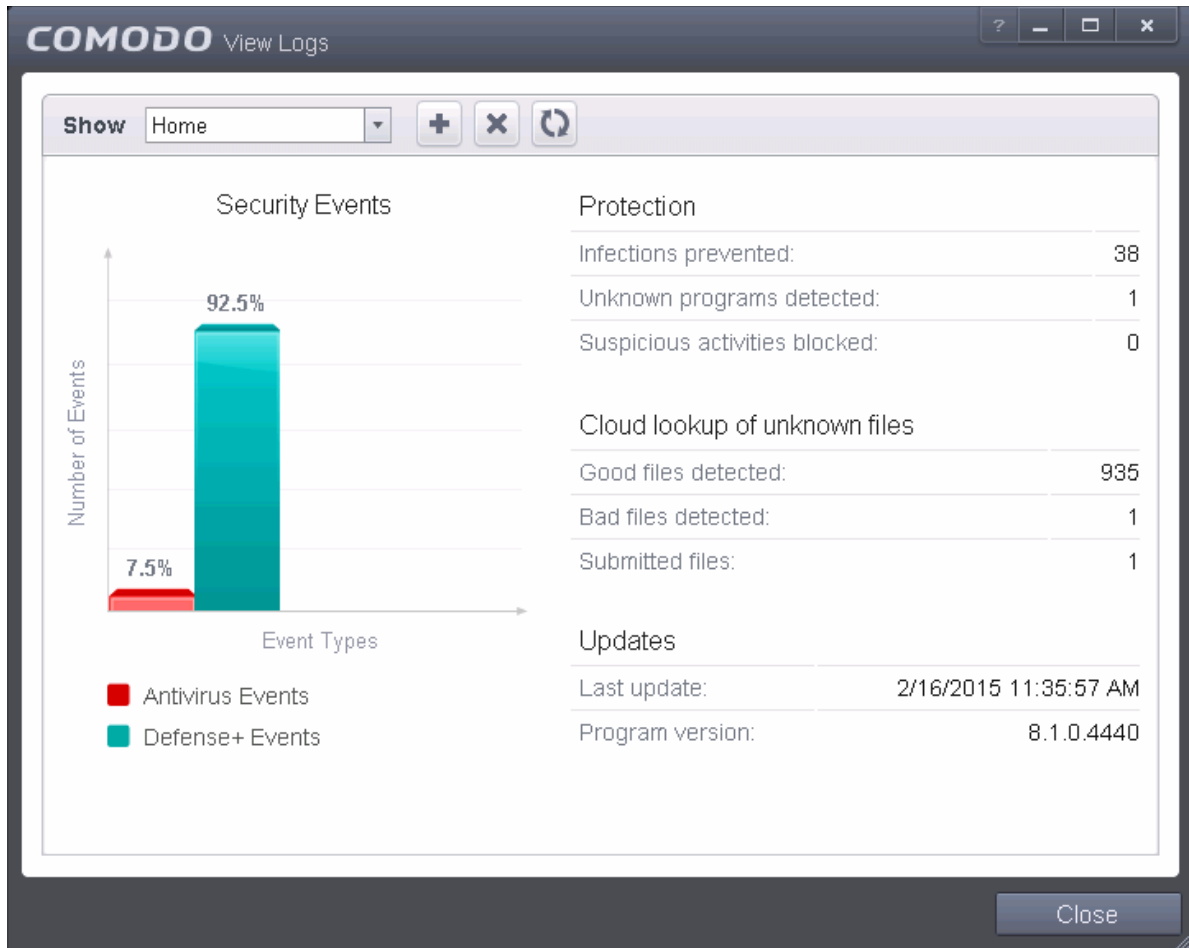 COMODO View Logs
?
Show Home
Security Events
92.5%
7.5%
Number of Events
Event Types
Antivirus Events
Defense+ Events
Protection
Infections prevented: 38
Unknown programs detected: 1
Suspicious activities blocked: 0
Cloud lookup of unknown files
Good files detected: 935
Bad files detected: 1
Submitted files: 1
Updates
Last update: 2/16/2015 11:35:57 AM
Program version: 8.1.0.4440
Close